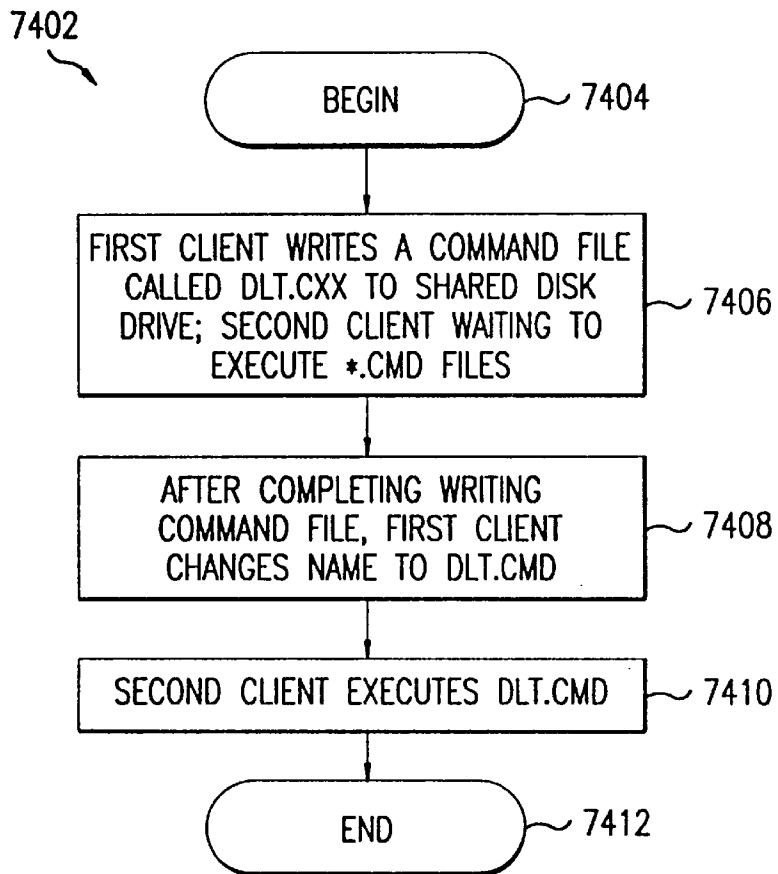 7402
BEGIN
7404
FIRST CLIENT WRITES A COMMAND FILE
CALLED DLT.CXX TO SHARED DISK
DRIVE; SECOND CLIENT WAITING TO
EXECUTE *.CMD FILES
7406
AFTER COMPLETING WRITING
COMMAND FILE, FIRST CLIENT
CHANGES NAME TO DLT.CMD
7408
SECOND CLIENT EXECUTES DLT.CMD
7410
END
7412